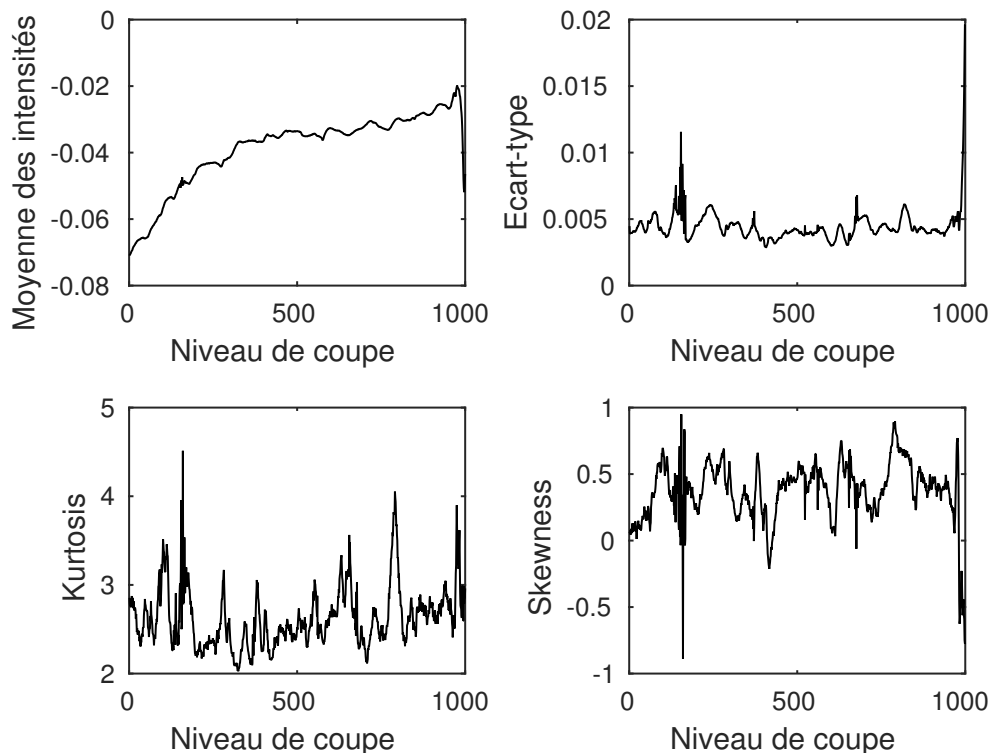 Moyenne des intensités
0
-0.02
-0.04
-0.06
-0.08
0 500 1000
Niveau de coupe
Ecart-type
0.02
0.015
0.01
0.005
0
0 500 1000
Niveau de coupe
Kurtosis
5
4
3
2
0 500 1000
Niveau de coupe
Skewness
1
0.5
0
-0.5
-1
0 500 1000
Niveau de coupe